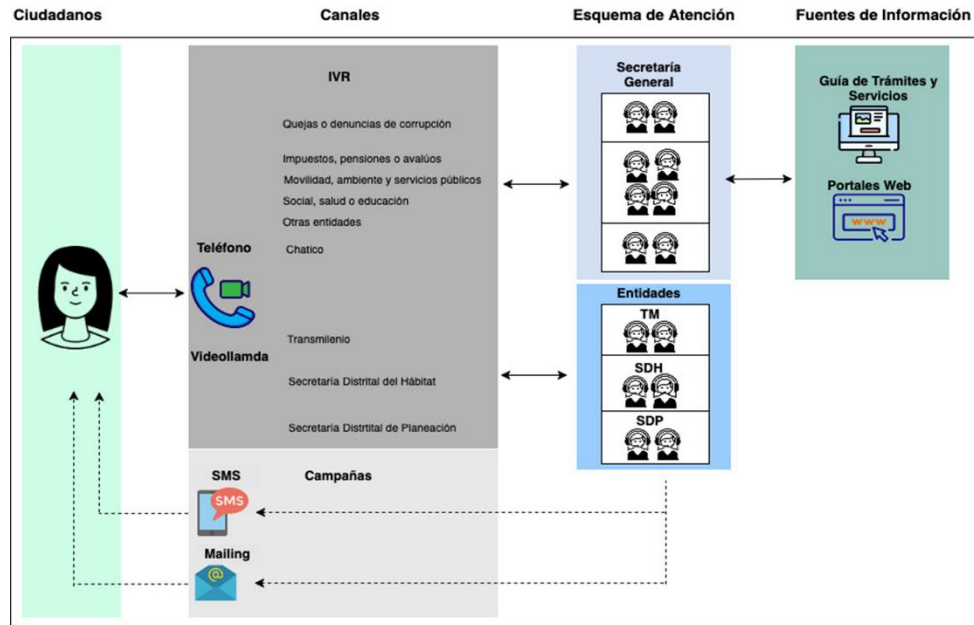 Ciudadanos
Canales
Esquema de Atención
Fuentes de Información
IVR
Quejas o denuncias de corrupción
Impuestos, pensiones o avalúos
Movilidad, ambiente y servicios públicos
Social, salud o educación
Otras entidades
Teléfono
Chatico
Videollamda
Transmilenio
Secretaría Distrital del Hábitat
Secretaría Distrtital de Planeación
SMS
Campañas
SMS
Mailing
@
Secretaría
General
Entidades
TM
SDH
SDP
Guía de Trámites y
Servicios
Portales Web
WWW